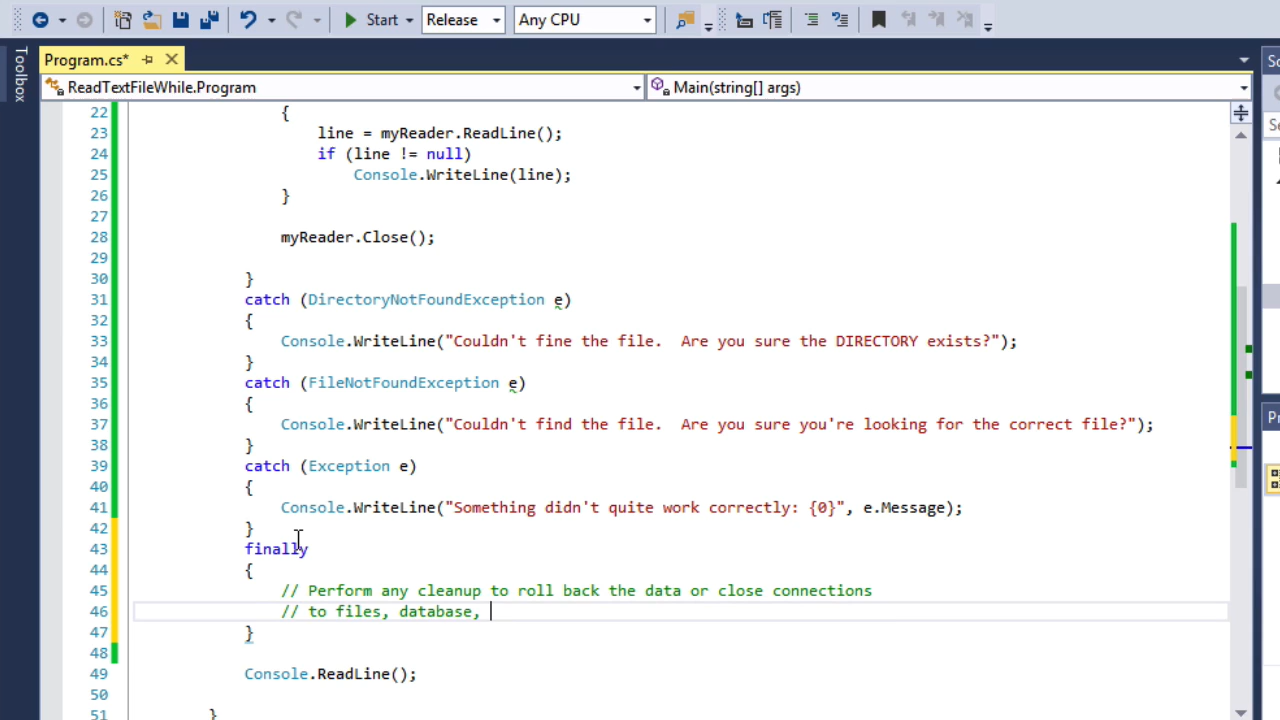 Start Release Any CPU
Toolbox
Program.cs*
ReadTextFileWhile.Program Main(string[] args)
22 {
23 line = myReader.ReadLine();
24 if (line != null)
25 Console.WriteLine(line);
26 }
27
28 myReader.Close();
29
30 }
31 catch (DirectoryNotFoundException e)
32 {
33 Console.WriteLine("Couldn't fine the file.  Are you sure the DIRECTORY exists?");
34 }
35 catch (FileNotFoundException e)
36 {
37 Console.WriteLine("Couldn't find the file.  Are you sure you're looking for the correct file?");
38 }
39 catch (Exception e)
40 {
41 Console.WriteLine("Something didn't quite work correctly: {0}", e.Message);
42 }
43 finally
44 {
45 // Perform any cleanup to roll back the data or close connections
46 // to files, database,
47 }
48
49 Console.ReadLine();
50
51 }